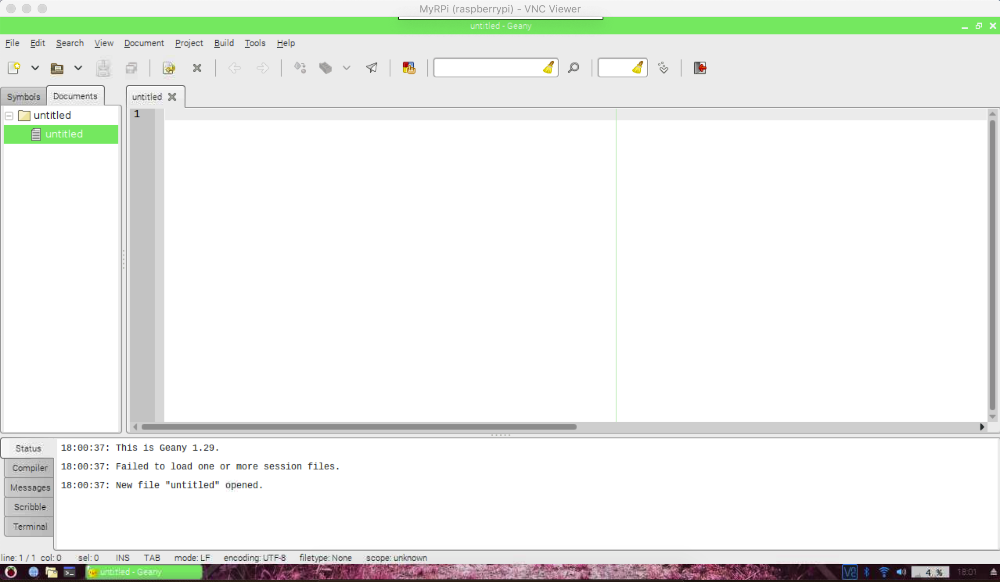 MyRPi (raspberrypi) - VNC Viewer
untitled - Geany
File Edit Search View Document Project Build Tools Help
Symbols Documents untitled
untitled
untitled
1
Status
Compiler
Messages
Scribble
Terminal
18:00:37: This is Geany 1.29.
18:00:37: Failed to load one or more session files.
18:00:37: New file "untitled" opened.
line: 1 / 1 col: 0 sel: 0 INS TAB mode: LF encoding: UTF-8 filetype: None scope: unknown
untitled - Geany
4 %
18:01